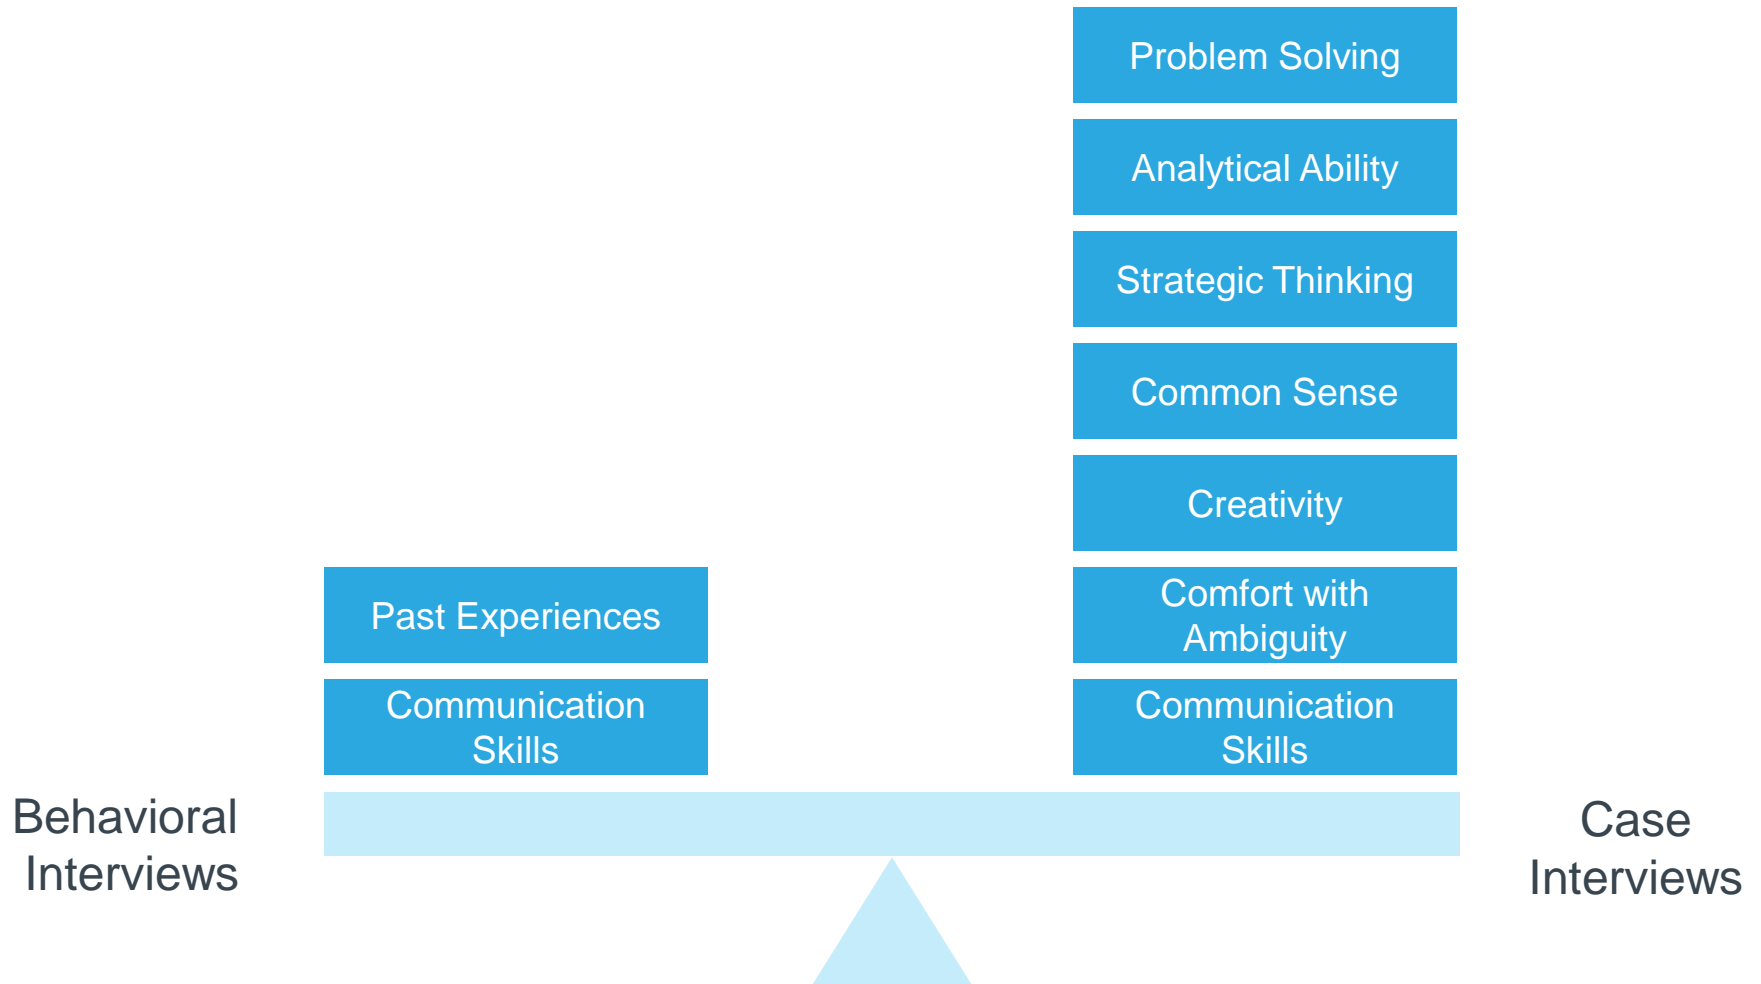 Problem Solving
Analytical Ability
Strategic Thinking
Common Sense
Creativity
Past Experiences
Comfort with
Ambiguity
Communication
Skills
Communication
Skills
Behavioral
Interviews
Case
Interviews